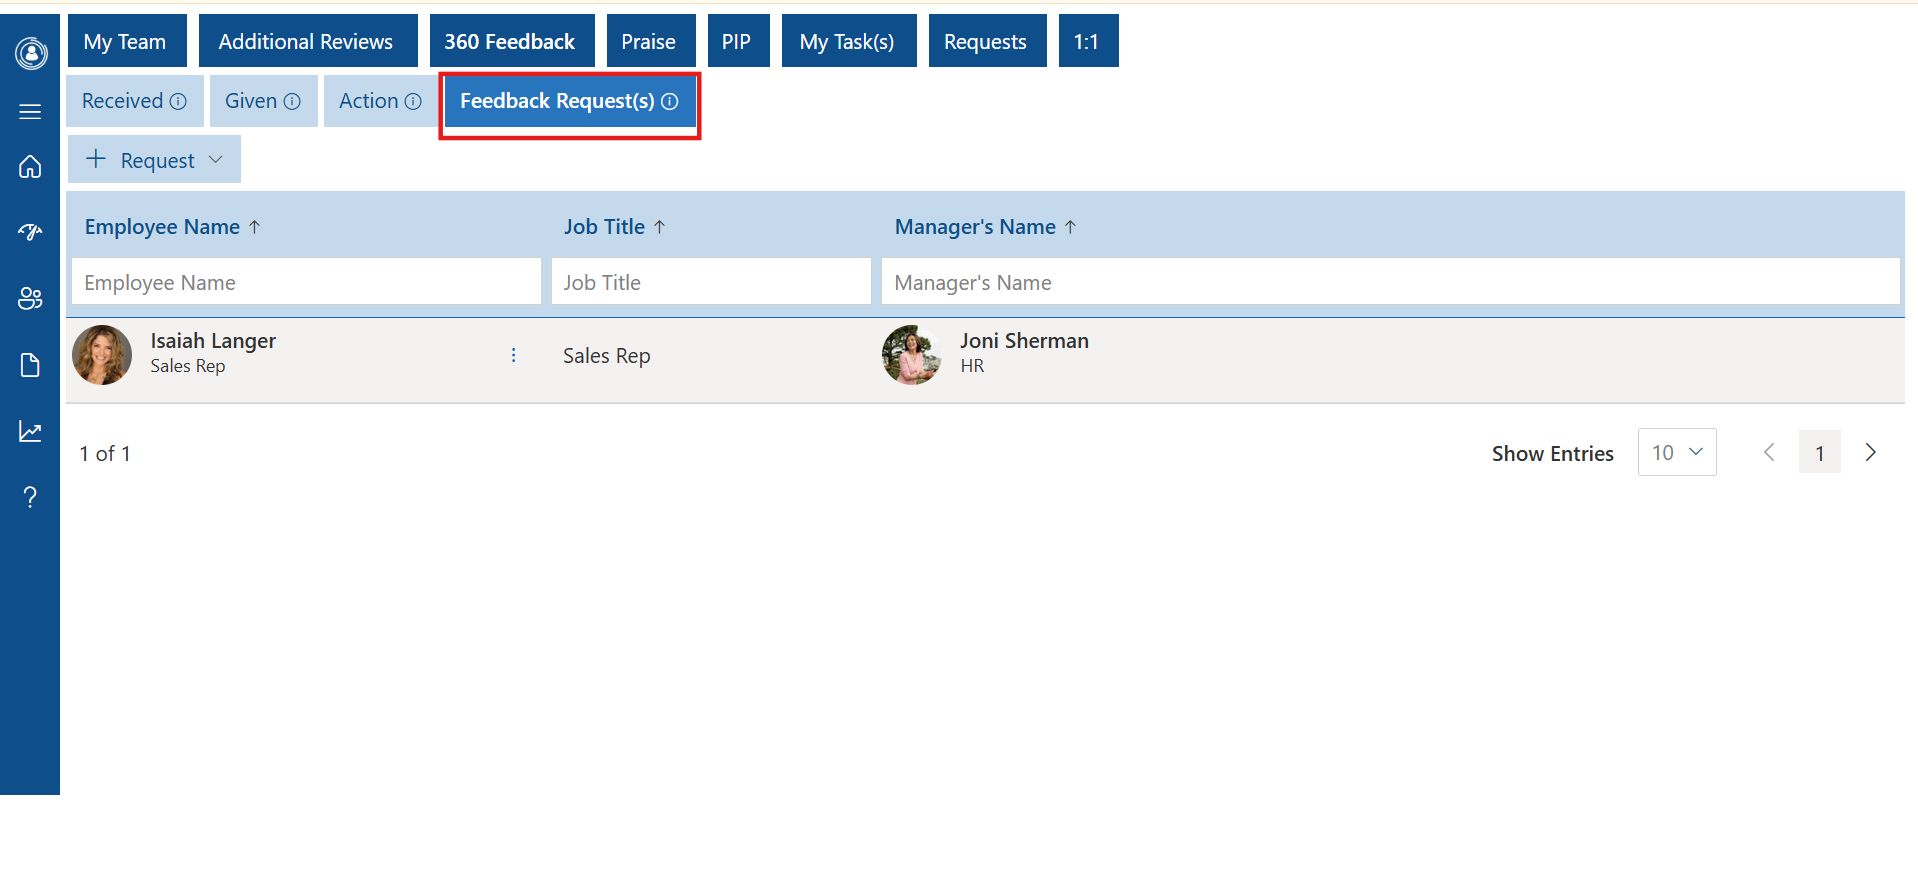 My Team Additional Reviews 360 Feedback Praise PIP My Task(s) Requests 1:1
Received Given Action Feedback Request(s)
+ Request
Employee Name ↑ Job Title ↑ Manager's Name ↑
Employee Name Job Title Manager's Name
Isaiah Langer
Sales Rep
Sales Rep
Joni Sherman
HR
1 of 1 Show Entries 10 1